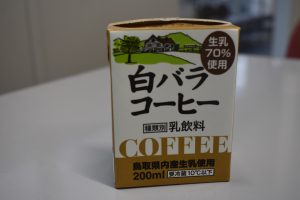 生乳
70%
使用
白バラ
コーヒー
種類別 乳飲料
COFFEE
鳥取県内産生乳使用
200ml 要冷蔵10℃以下